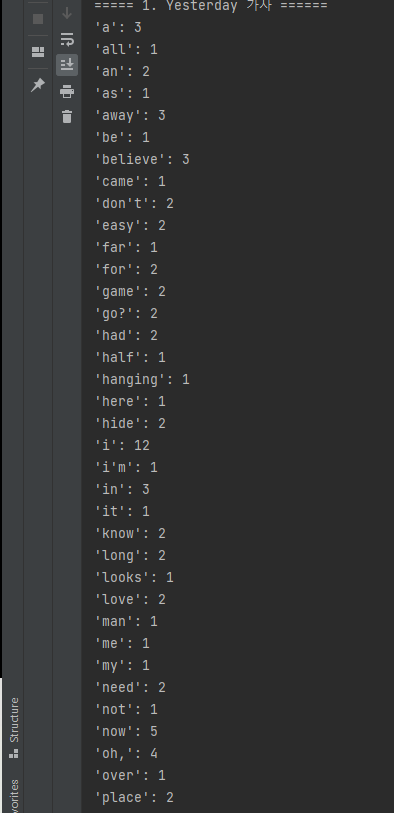 ===== 1. Yesterday 가사 ======
'a': 3
'all': 1
'an': 2
'as': 1
'away': 3
'be': 1
'believe': 3
'came': 1
'don't': 2
'easy': 2
'far': 1
'for': 2
'game': 2
'go?': 2
'had': 2
'half': 1
'hanging': 1
'here': 1
'hide': 2
'i': 12
'i'm': 1
'in': 3
'it': 1
'know': 2
'long': 2
'looks': 1
'love': 2
'man': 1
'me': 1
'my': 1
'need': 2
'not': 1
'now': 5
'oh,': 4
'over': 1
'place': 2
Structure
vorites